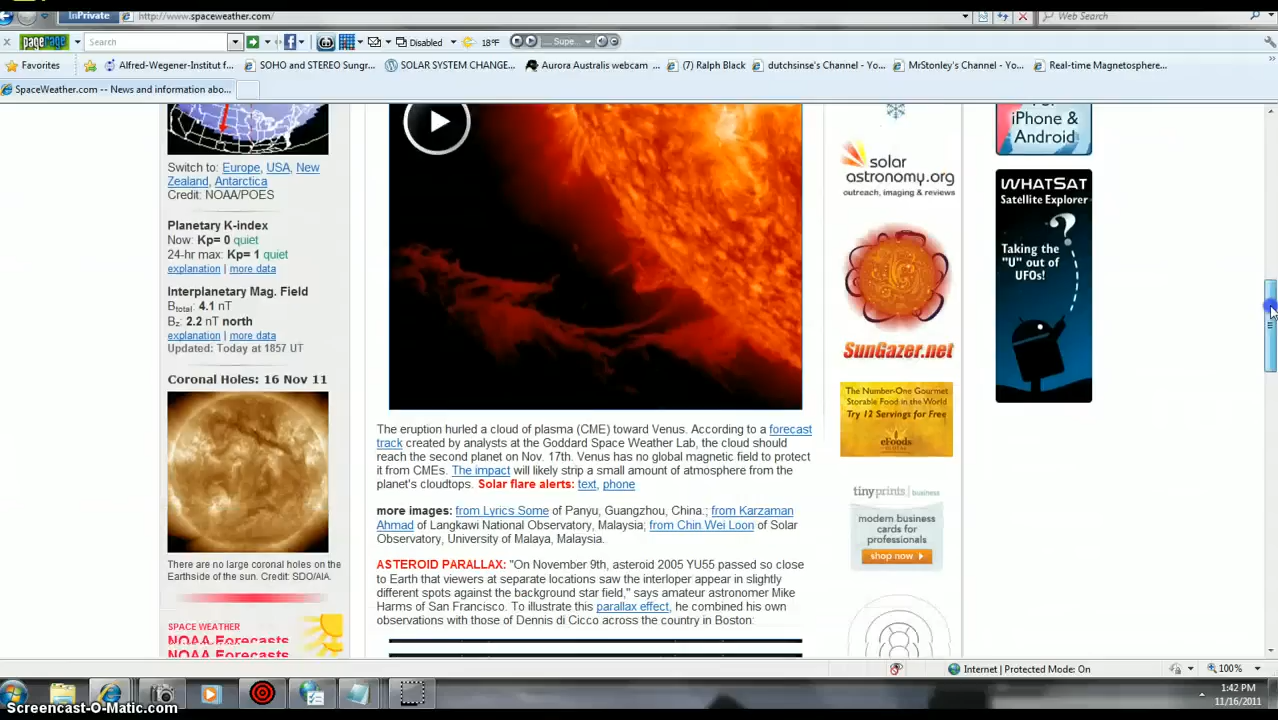 InPrivate
http://www.spaceweather.com/
Web Search
Search
Disabled
18°F
Supe...
Favorites
Alfred-Wegener-Institut f...
SOHO and STEREO Sungr...
SOLAR SYSTEM CHANGE...
Aurora Australis webcam ...
(7) Ralph Black
dutchsinse's Channel - Yo...
MrStonley's Channel - Yo...
Real-time Magnetosphere...
SpaceWeather.com -- News and information abo...
Switch to: Europe, USA, New
Zealand, Antarctica
Credit: NOAA/POES
Planetary K-index
Now: Kp= 0 quiet
24-hr max: Kp= 1 quiet
explanation | more data
Interplanetary Mag. Field
Btotal: 4.1 nT
Bz: 2.2 nT north
explanation | more data
Updated: Today at 1857 UT
Coronal Holes: 16 Nov 11
There are no large coronal holes on the
Earthside of the sun. Credit: SDO/AIA.
SPACE WEATHER
NOAA Forecasts
NOAA Forecasts
The eruption hurled a cloud of plasma (CME) toward Venus. According to a forecast
track created by analysts at the Goddard Space Weather Lab, the cloud should
reach the second planet on Nov. 17th. Venus has no global magnetic field to protect
it from CMEs. The impact will likely strip a small amount of atmosphere from the
planet's cloudtops. Solar flare alerts: text, phone
more images: from Lyrics Some of Panyu, Guangzhou, China.; from Karzaman
Ahmad of Langkawi National Observatory, Malaysia; from Chin Wei Loon of Solar
Observatory, University of Malaya, Malaysia.
ASTEROID PARALLAX: "On November 9th, asteroid 2005 YU55 passed so close
to Earth that viewers at separate locations saw the interloper appear in slightly
different spots against the background star field," says amateur astronomer Mike
Harms of San Francisco. To illustrate this parallax effect, he combined his own
observations with those of Dennis di Cicco across the country in Boston:
solar
astronomy.org
outreach, imaging & reviews
SunGazer.net
The Number-One Gourmet
Storable Food in the World
Try 12 Servings for Free
eFoods
tinyprints business
modern business
cards for
professionals
shop now
iPhone &
Android
WHATSAT
Satellite Explorer
?
Taking the
"U" out of
UFOs!
Internet | Protected Mode: On
100%
1:42 PM
11/16/2011
Screencast-O-Matic.com